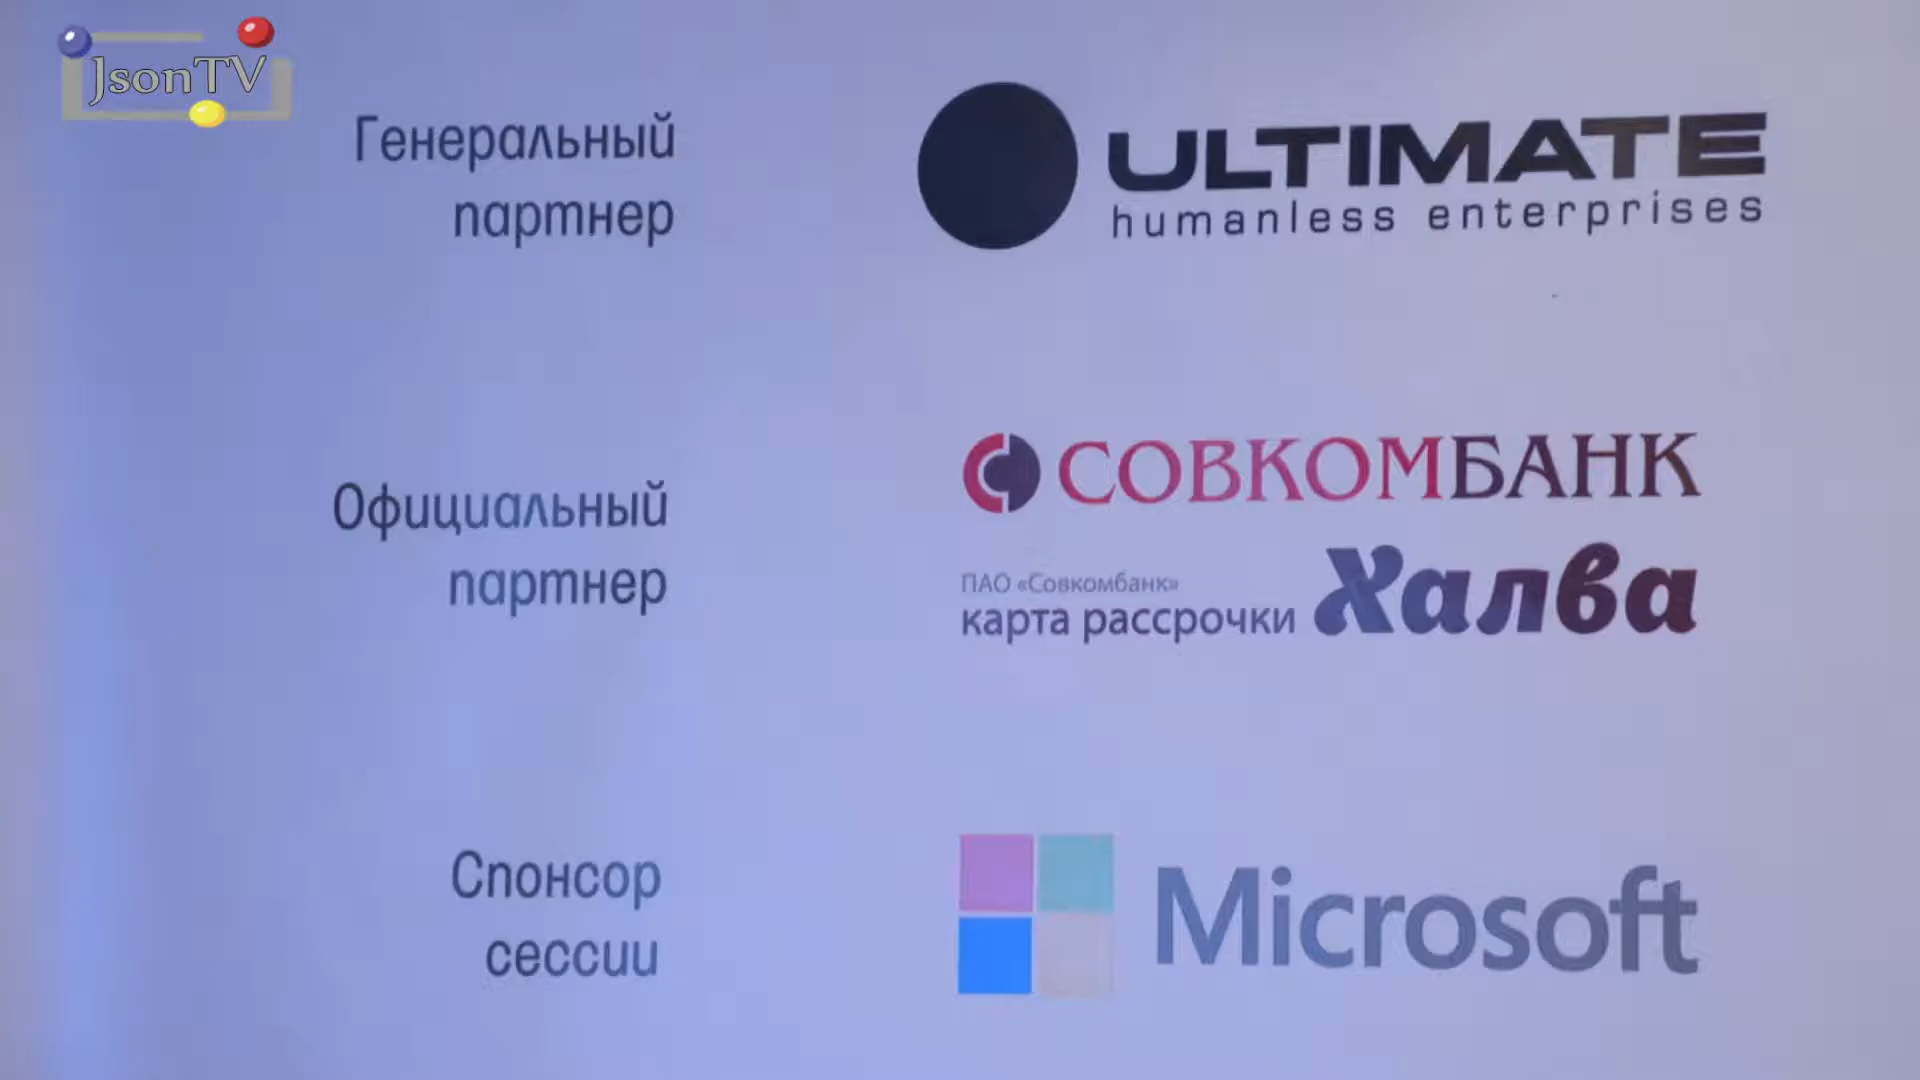 JsonTV
Генеральный
партнер
ULTIMATE
humanless enterprises
Официальный
партнер
СОВКОМБАНК
ПАО «Совкомбанк»
карта рассрочки Халва
Спонсор
сессии
Microsoft